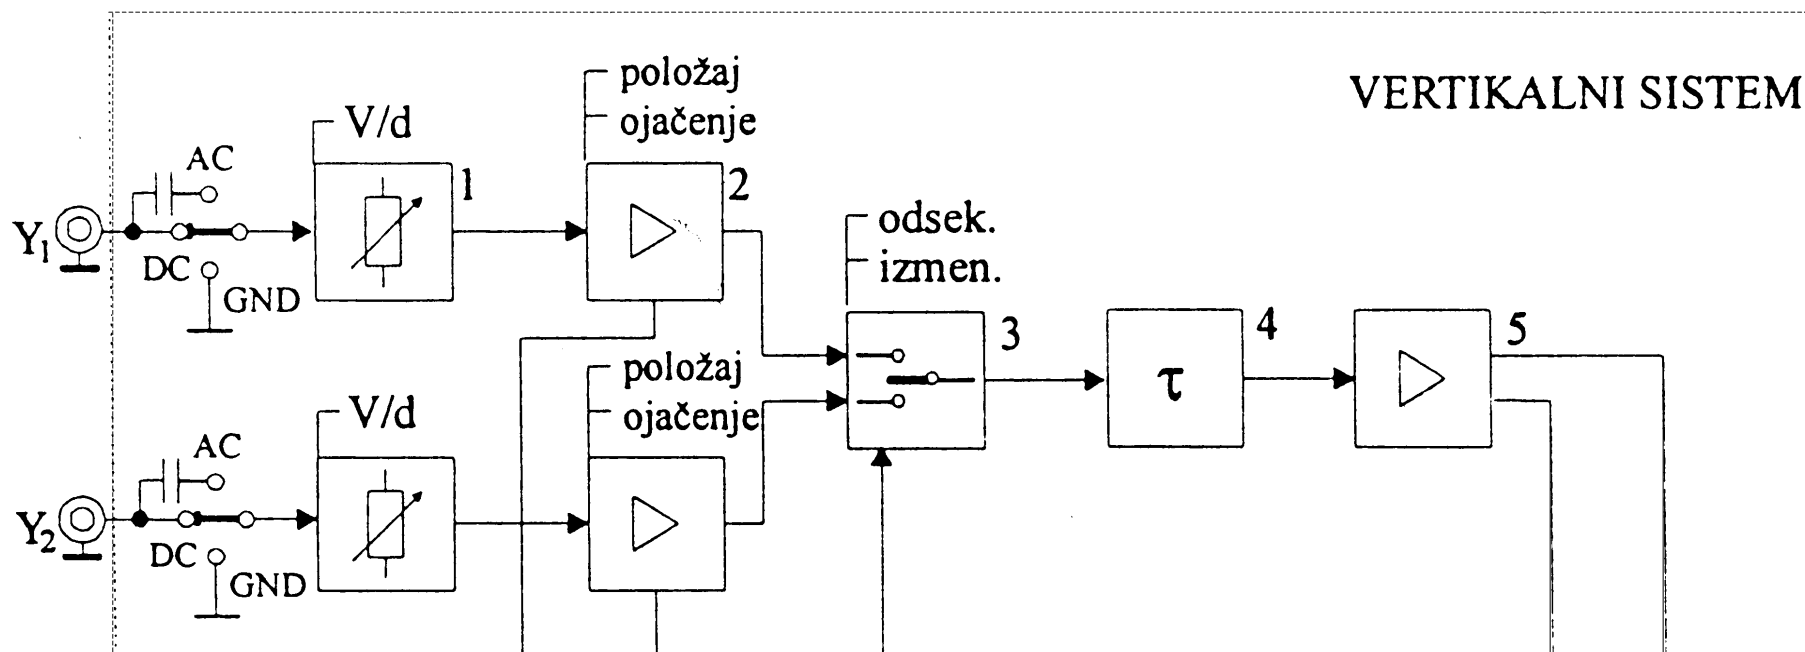 VERTIKALNI SISTEM
položaj
ojačenje
V/d
AC
1
2
Y1
DC
GND
odsek.
izmen.
3
4
5
τ
položaj
ojačenje
V/d
AC
Y2
DC
GND